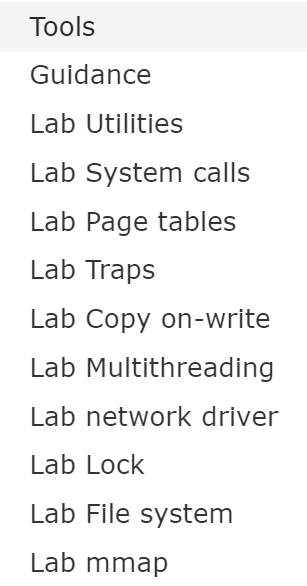 Tools
Guidance
Lab Utilities
Lab System calls
Lab Page tables
Lab Traps
Lab Copy on-write
Lab Multithreading
Lab network driver
Lab Lock
Lab File system
Lab mmap